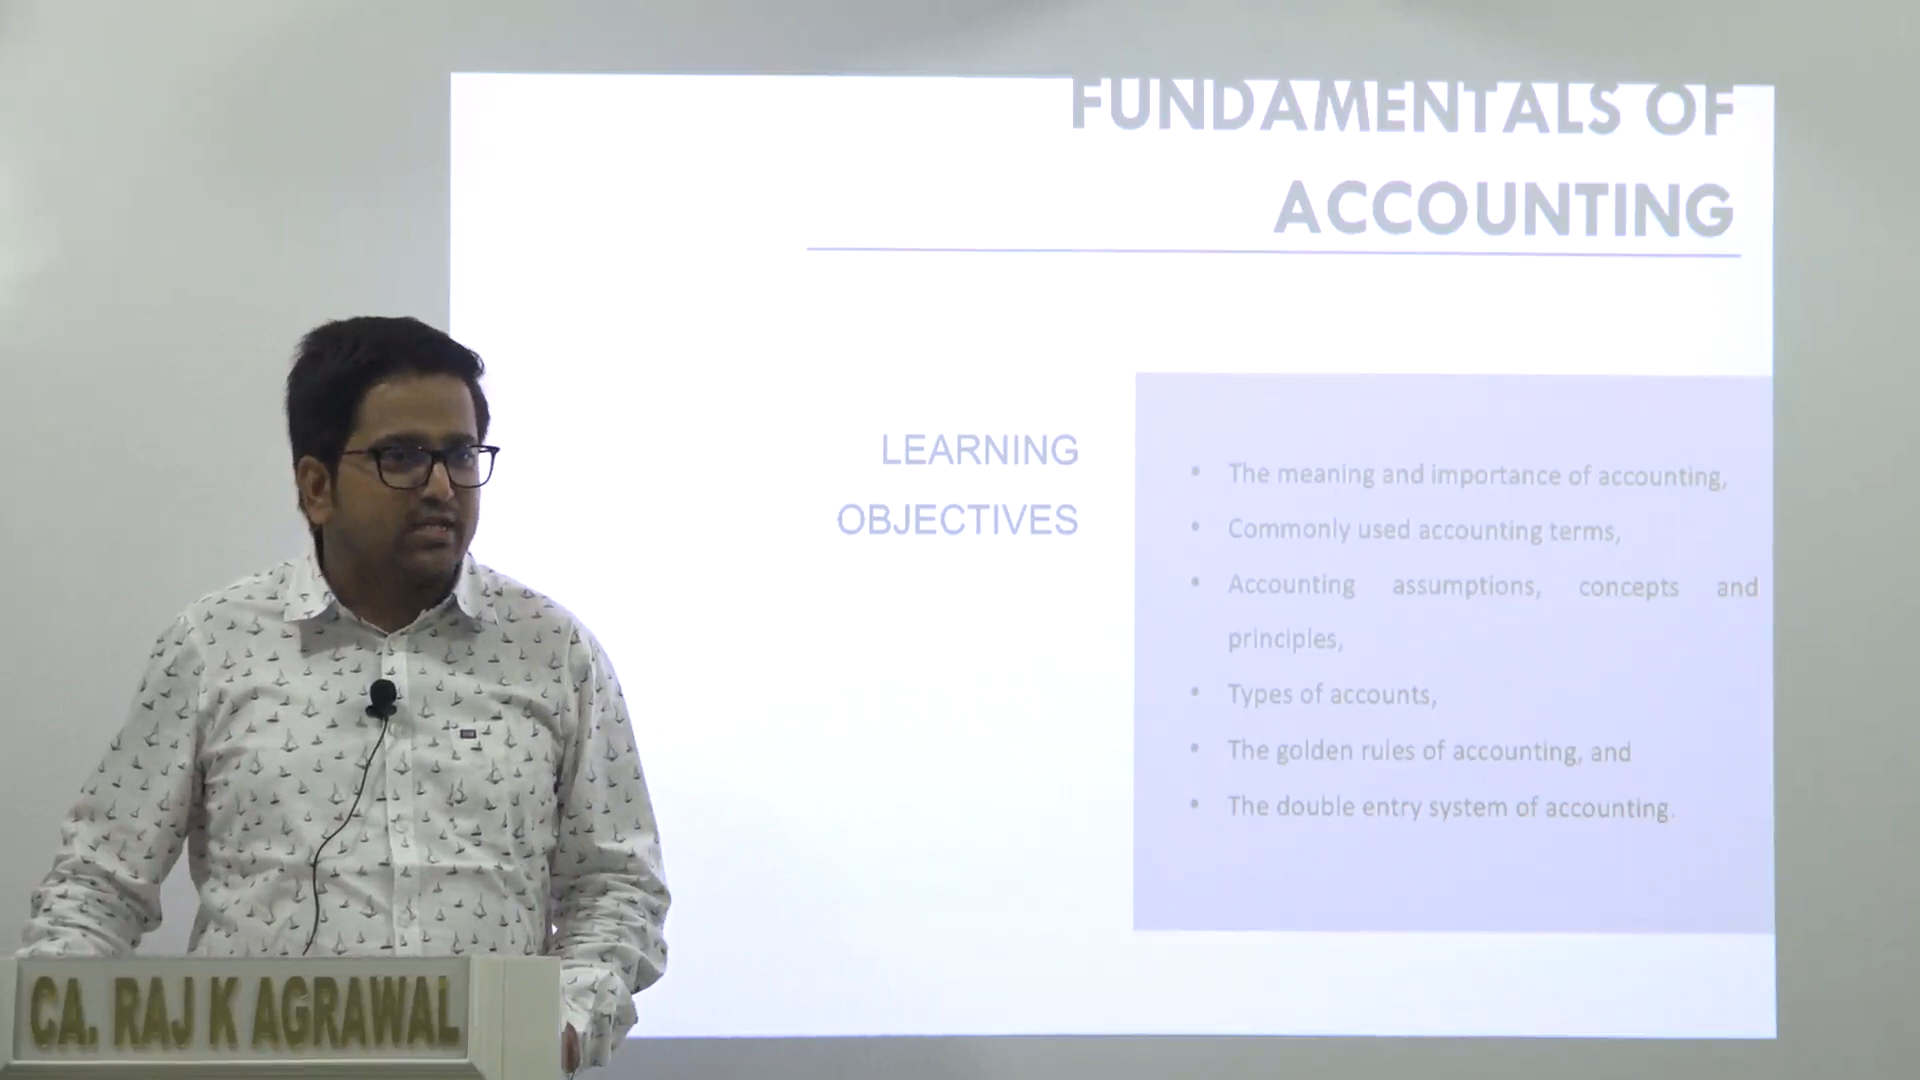 FUNDAMENTALS OF
ACCOUNTING
LEARNING
OBJECTIVES
• The meaning and importance of accounting,
• Commonly used accounting terms,
• Accounting assumptions, concepts and
principles,
• Types of accounts,
• The golden rules of accounting, and
• The double entry system of accounting.
CA. RAJ K AGRAWAL